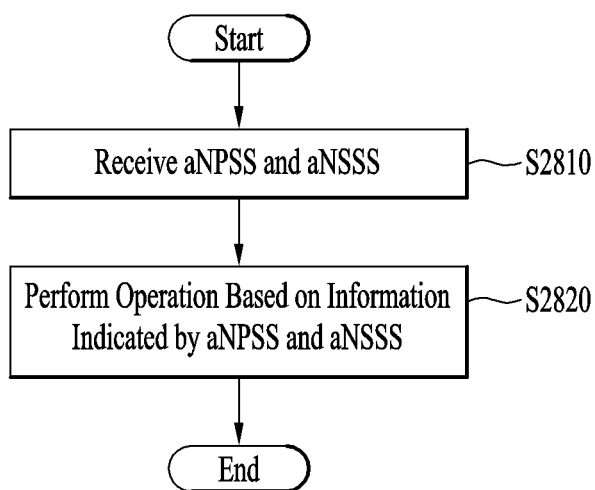 Start
Receive aNPSS and aNSSS
S2810
Perform Operation Based on Information
Indicated by aNPSS and aNSSS
S2820
End